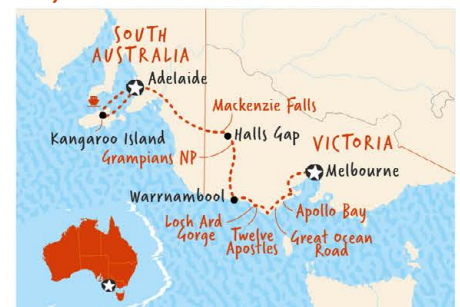 SOUTH
AUSTRALIA
Adelaide
Mackenzie Falls
Kangaroo Island
Halls Gap
VICTORIA
Grampians NP
Melbourne
Warrnambool
Apollo Bay
Loch Ard
Gorge
Twelve
Apostles
Great Ocean
Road